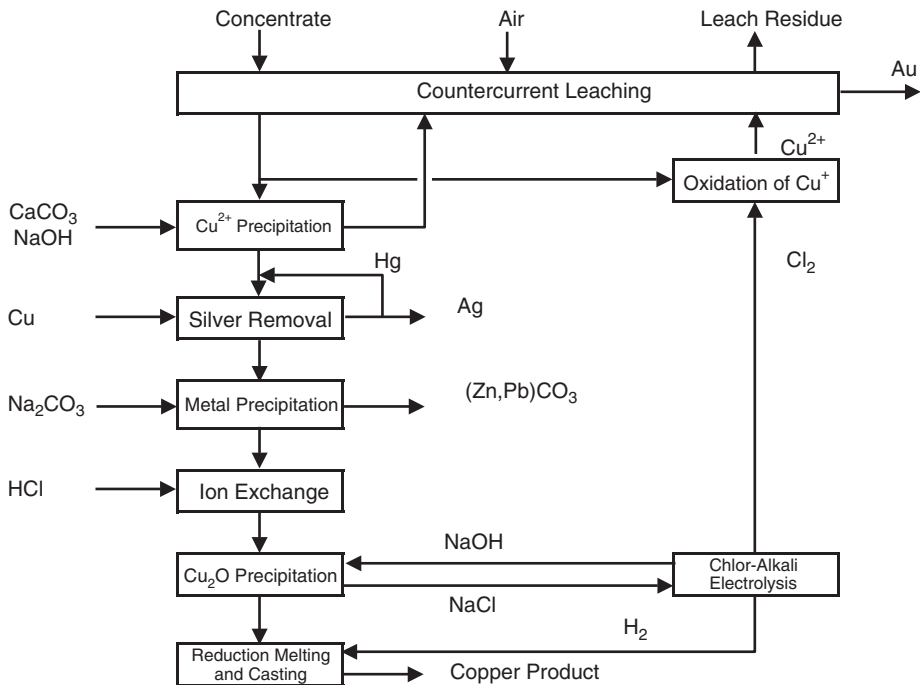 Concentrate
Air
Leach Residue
Countercurrent Leaching
Au
Cu²⁺
Oxidation of Cu⁺
CaCO₃
NaOH
Cu²⁺ Precipitation
Cl₂
Hg
Cu
Silver Removal
Ag
Na₂CO₃
Metal Precipitation
(Zn,Pb)CO₃
HCl
Ion Exchange
NaOH
Cu₂O Precipitation
Chlor-Alkali
Electrolysis
NaCl
H₂
Reduction Melting
and Casting
Copper Product